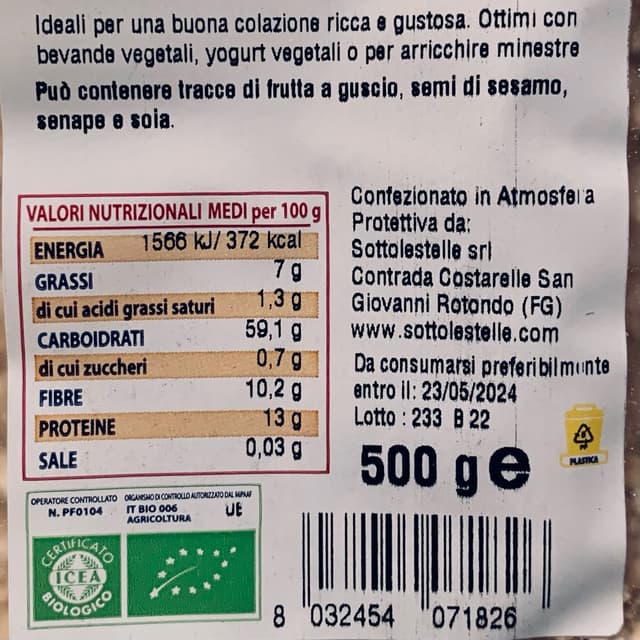 Ideali per una buona colazione ricca e gustosa. Ottimi con
bevande vegetali, yogurt vegetali o per arricchire minestre
Può contenere tracce di frutta a guscio, semi di sesamo,
senape e soia.
VALORI NUTRIZIONALI MEDI per 100 g
ENERGIA 1566 kJ/ 372 kcal
GRASSI 7 g
di cui acidi grassi saturi 1,3 g
CARBOIDRATI 59,1 g
di cui zuccheri 0,7 g
FIBRE 10,2 g
PROTEINE 13 g
SALE 0,03 g
Confezionato in Atmosfera
Protettiva da:
Sottolestelle srl
Contrada Costarelle San
Giovanni Rotondo (FG)
www.sottolestelle.com
Da consumarsi preferibilmente
entro il: 23/05/2024
Lotto : 233 B 22
500 g e
PLASTICA
OPERATORE CONTROLLATO
N. PF0104
ORGANISMO DI CONTROLLO AUTORIZZATO DAL MIPAAF
IT BIO 006
AGRICOLTURA UE
CERTIFICATO
ICEA
BIOLOGICO
8 032454 071826